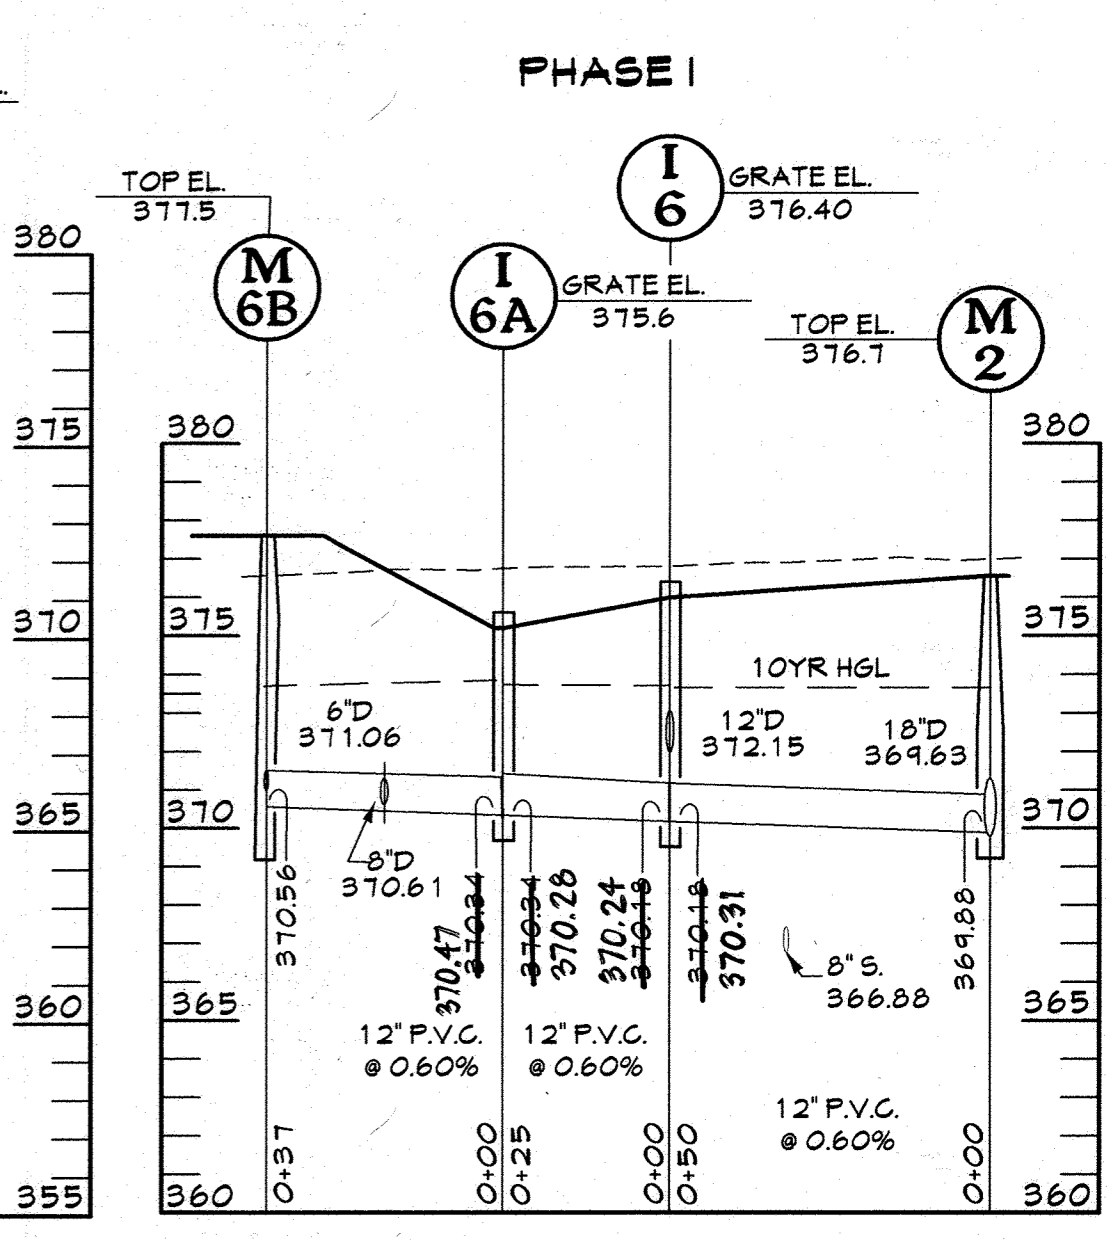 PHASE I
TOP EL.
377.5
M
6B
I
6A
GRATE EL.
375.6
I
6
GRATE EL.
376.40
TOP EL.
376.7
M
2
380
375
370
365
360
355
380
375
370
365
360
380
375
370
365
360
10YR HGL
6"D
371.06
12"D
372.15
18"D
369.63
8"D
370.61
370.56
370.47
370.34
370.34
370.28
370.24
370.18
370.18
370.31
369.88
8" S.
366.88
12" P.V.C.
@ 0.60%
12" P.V.C.
@ 0.60%
12" P.V.C.
@ 0.60%
0+37
0+00
0+25
0+00
0+50
0+00